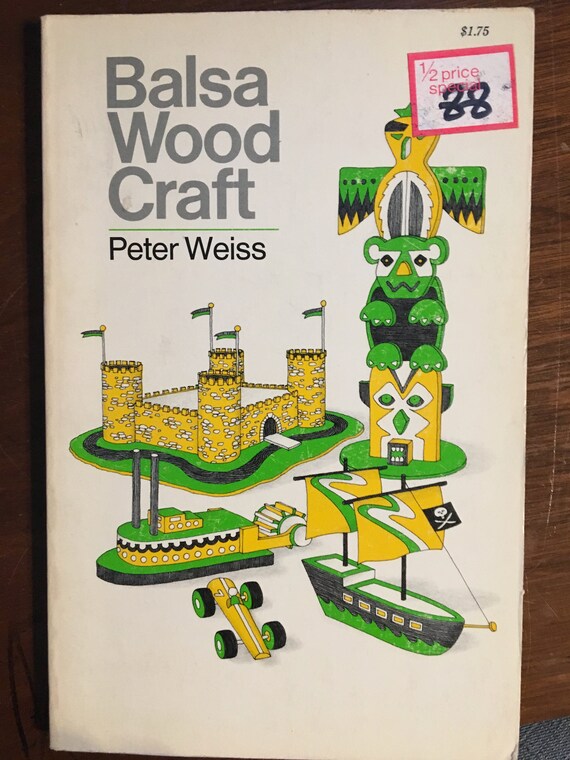 $1.75
1/2 price
special
88
Balsa
Wood
Craft
Peter Weiss